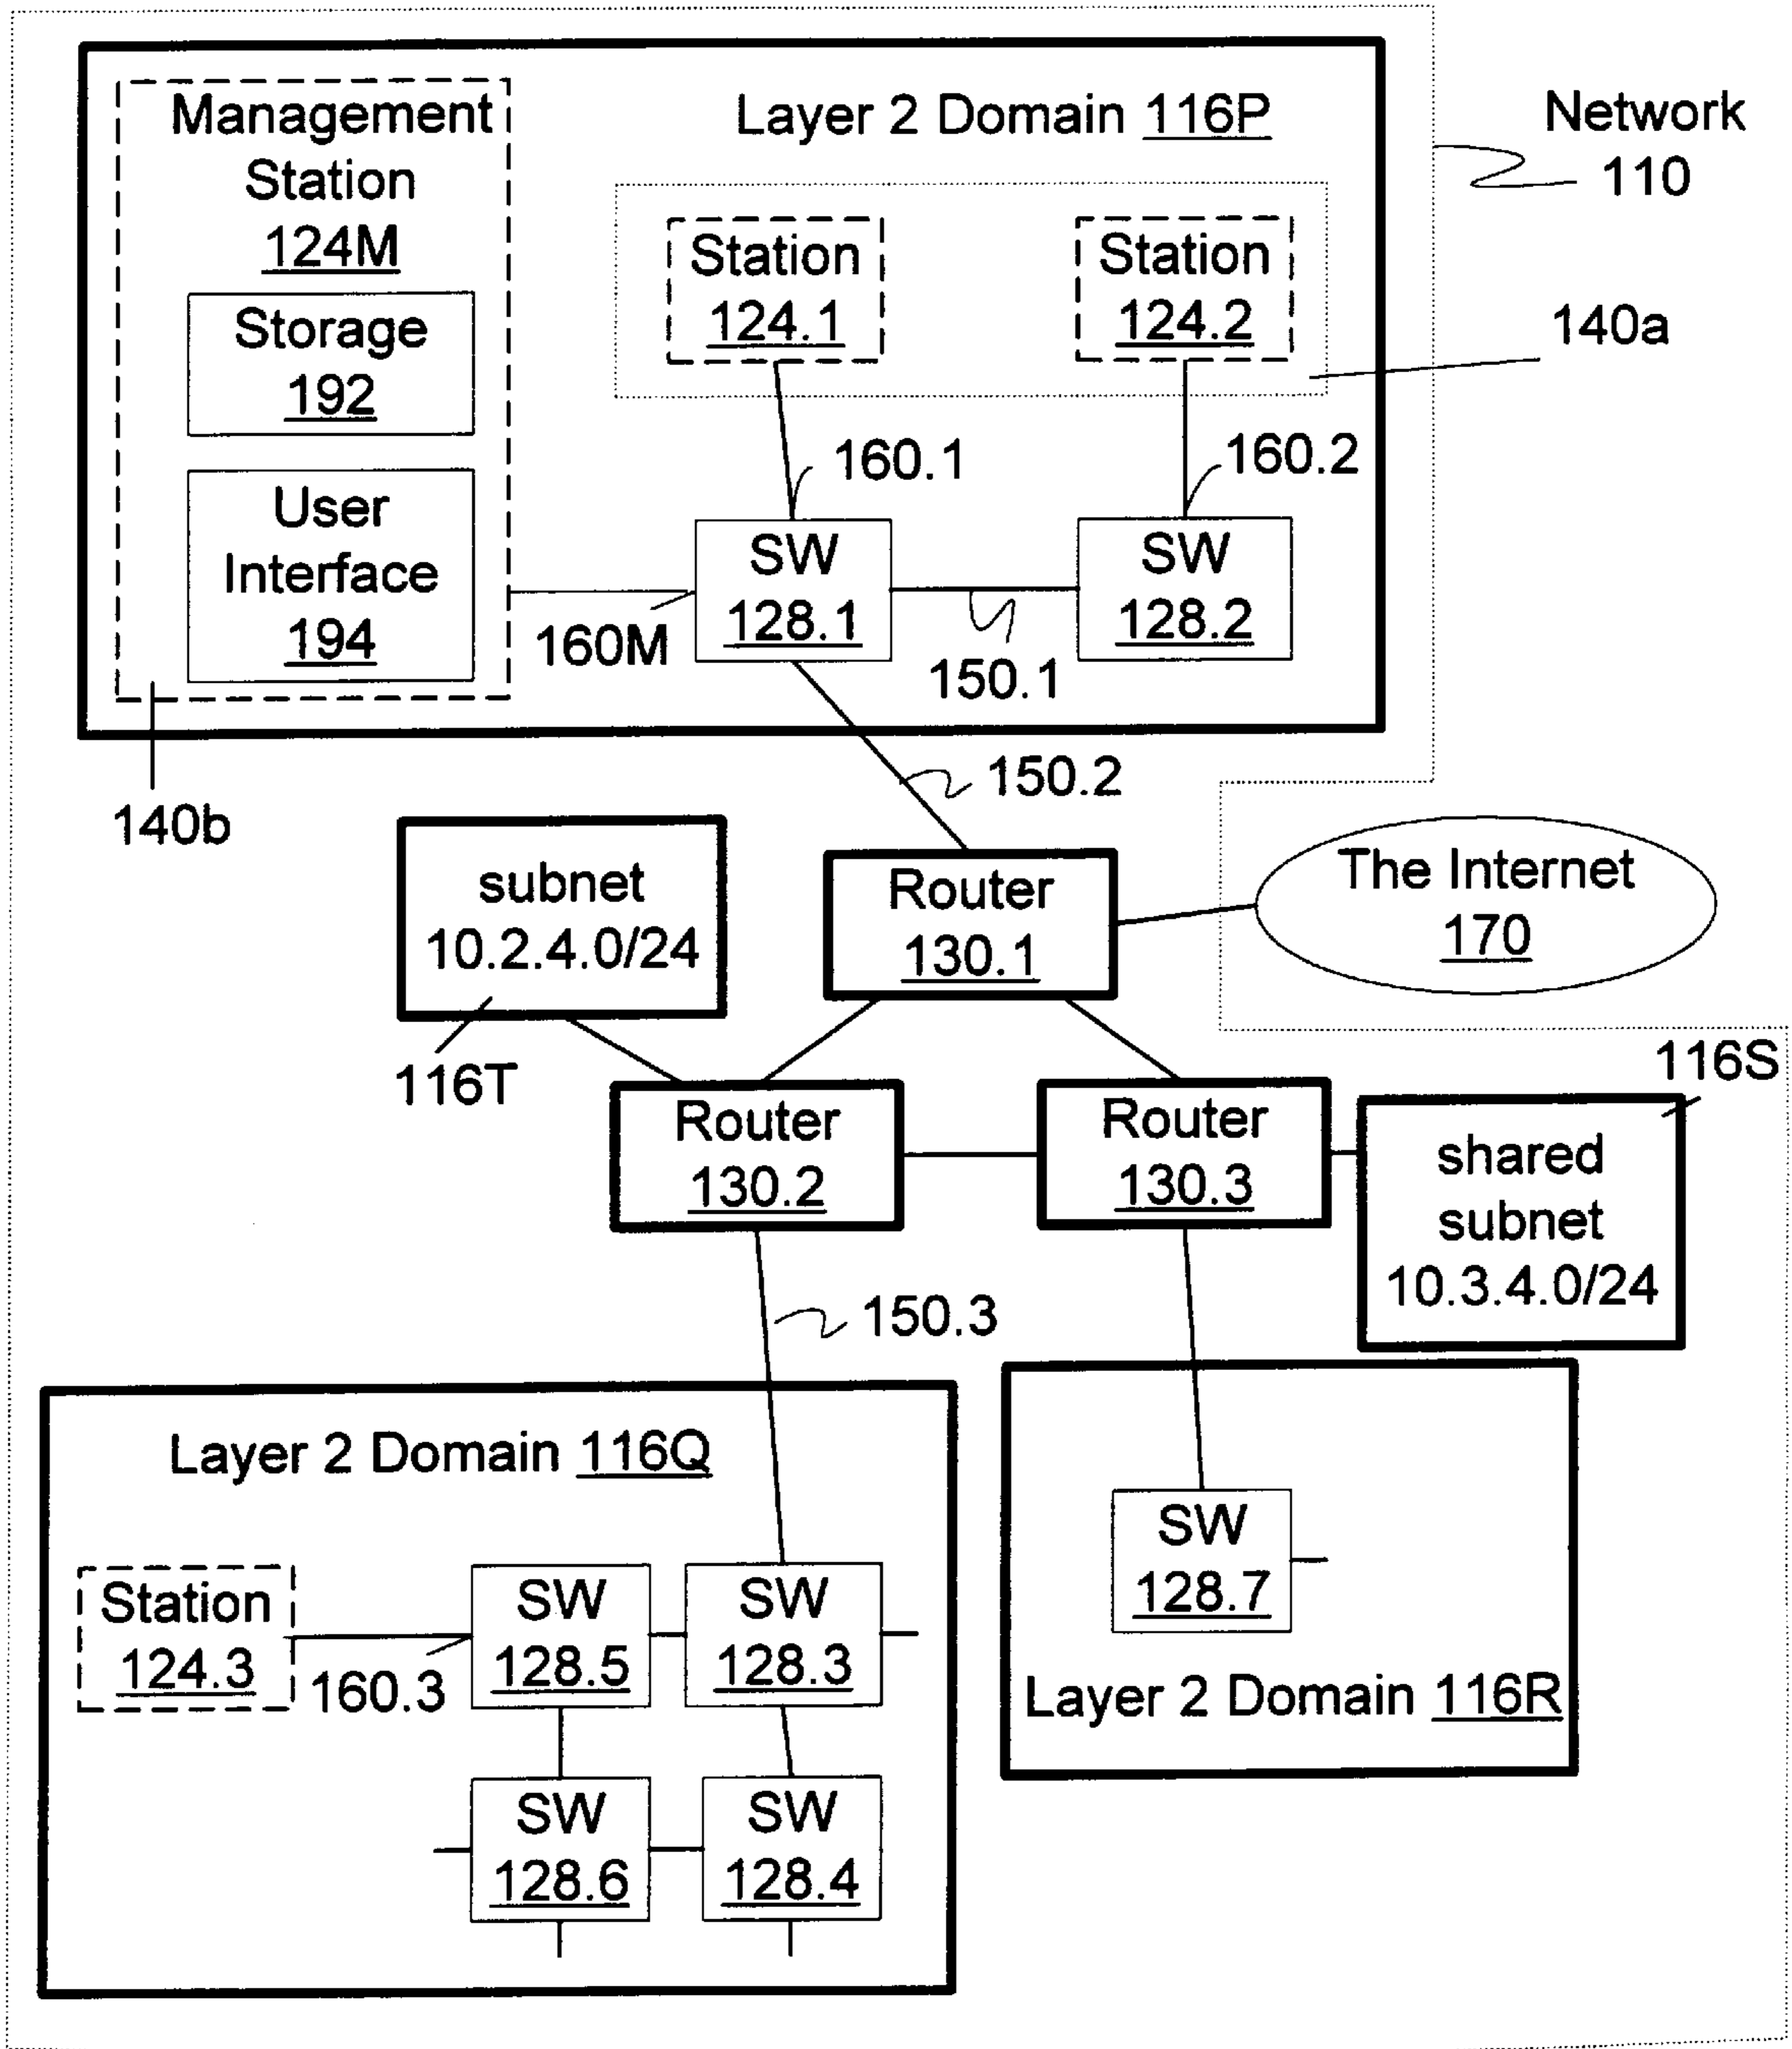 Management
Station
124M
Storage
192
User
Interface
194
140b
Layer 2 Domain 116P
Network
110
Station
124.1
Station
124.2
140a
160.1
160.2
SW
128.1
SW
128.2
160M
150.1
150.2
subnet
10.2.4.0/24
116T
Router
130.1
The Internet
170
Router
130.2
Router
130.3
116S
shared
subnet
10.3.4.0/24
150.3
Layer 2 Domain 116Q
Station
124.3
160.3
SW
128.5
SW
128.3
SW
128.6
SW
128.4
SW
128.7
Layer 2 Domain 116R